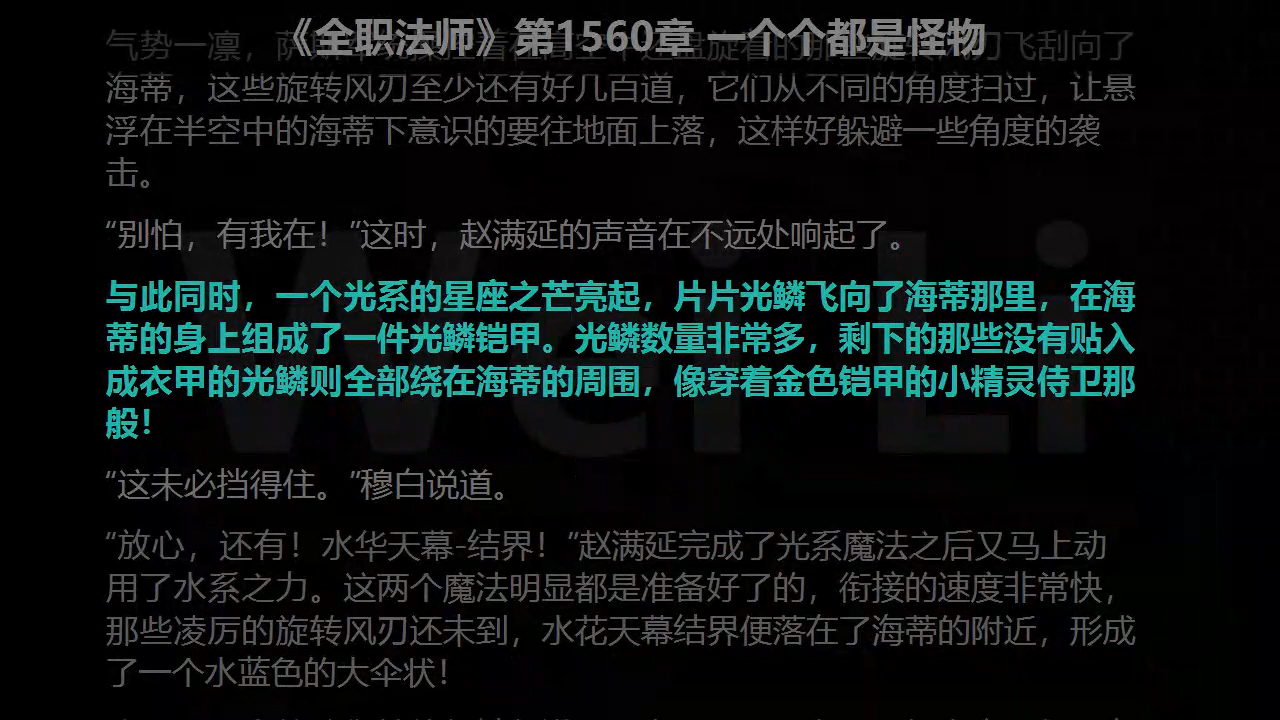 《全职法师》第1560章 一个个都是怪物
气势一凛，萨
飞刮向了
海蒂，这些旋转风刃至少还有好几百道，它们从不同的角度扫过，让悬
浮在半空中的海蒂下意识的要往地面上落，这样好躲避一些角度的袭
击。
“别怕，有我在！”这时，赵满延的声音在不远处响起了。
与此同时，一个光系的星座之芒亮起，片片光鳞飞向了海蒂那里，在海
蒂的身上组成了一件光鳞铠甲。光鳞数量非常多，剩下的那些没有贴入
成衣甲的光鳞则全部绕在海蒂的周围，像穿着金色铠甲的小精灵侍卫那
般！
“这未必挡得住。”穆白说道。
“放心，还有！水华天幕-结界！”赵满延完成了光系魔法之后又马上动
用了水系之力。这两个魔法明显都是准备好了的，衔接的速度非常快，
那些凌厉的旋转风刃还未到，水花天幕结界便落在了海蒂的附近，形成
了一个水蓝色的大伞状！
Wei Li